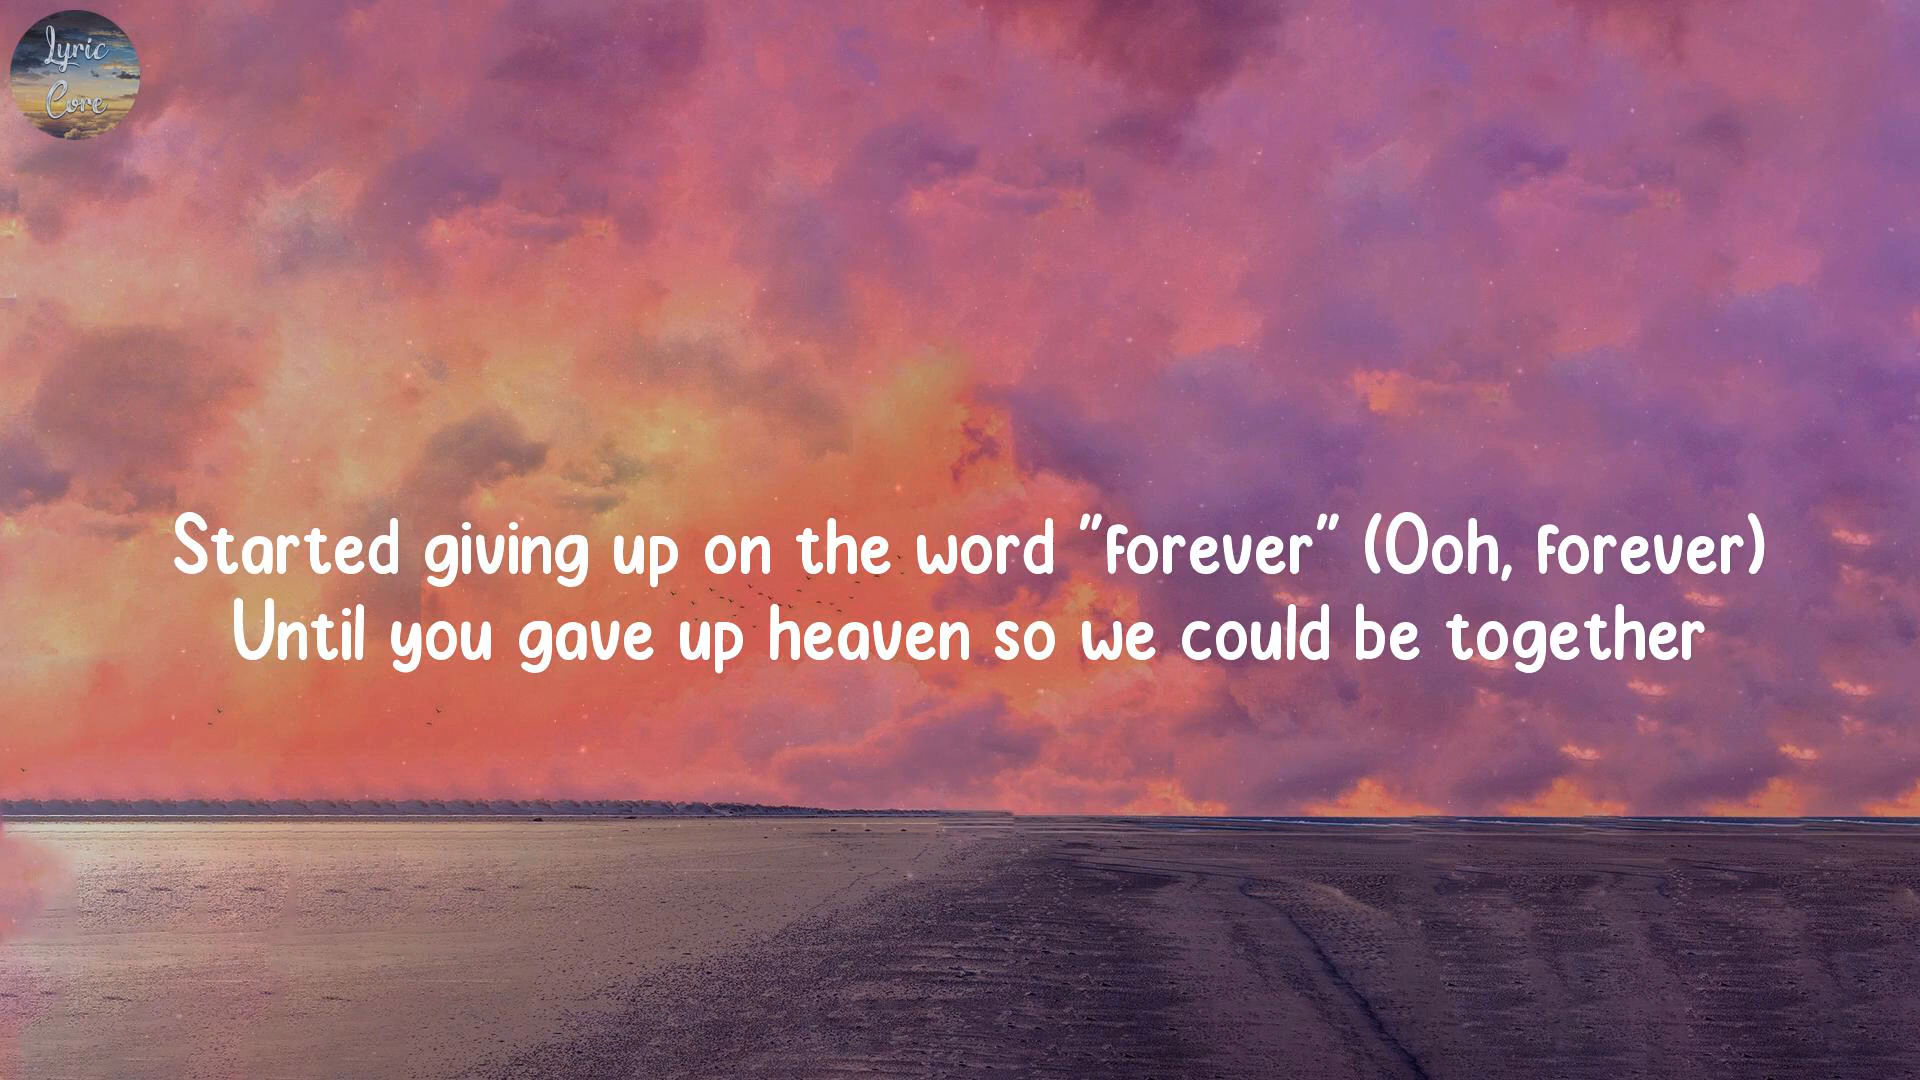 Lyric
Core
Started giving up on the word "forever" (Ooh, forever)
Until you gave up heaven so we could be together